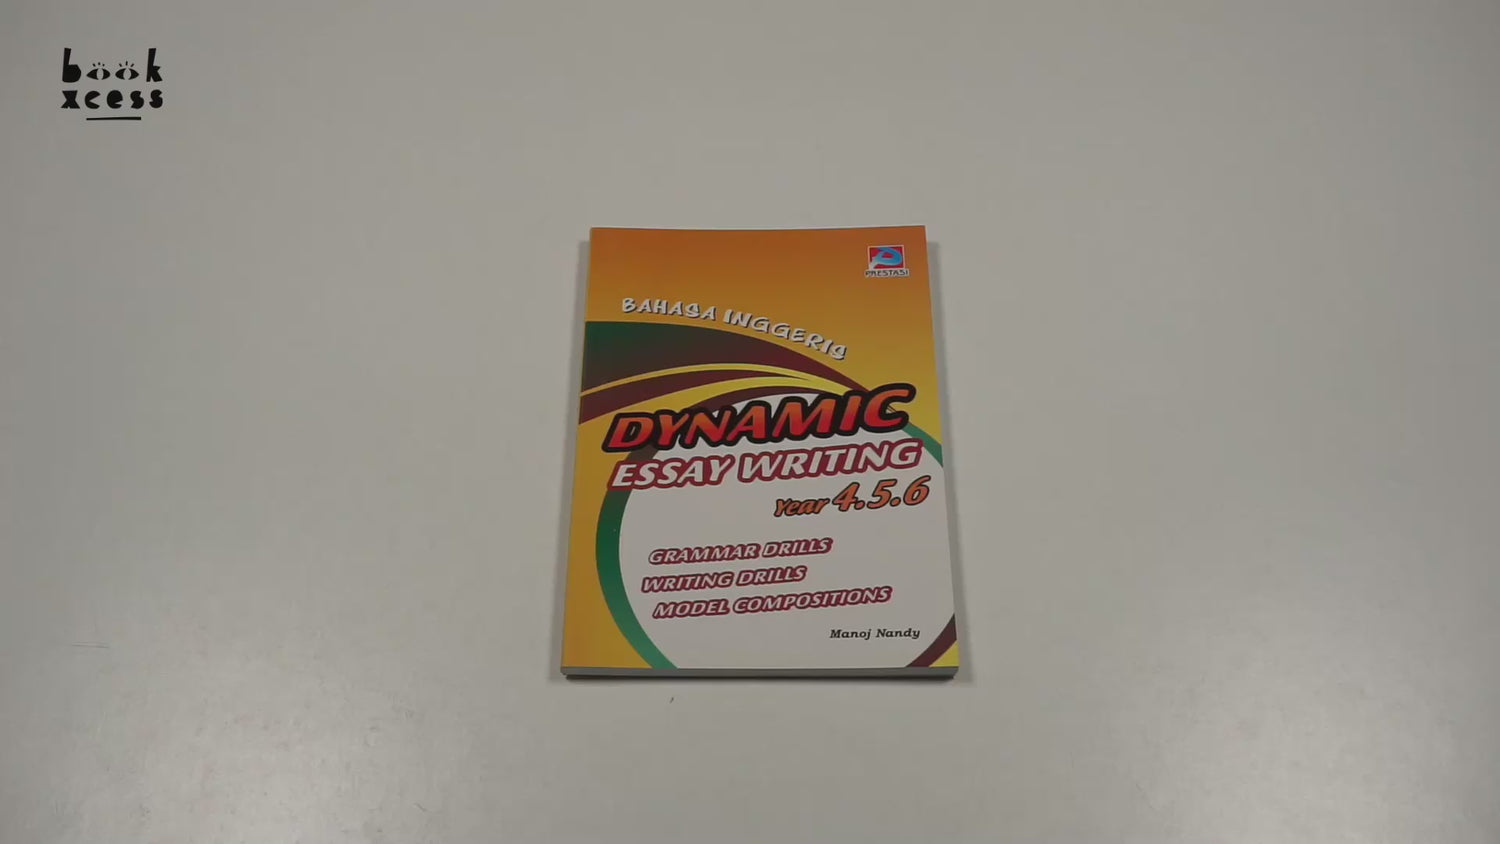 book
xcess
PRESTASI
BAHASA INGGERIS
DYNAMIC
ESSAY WRITING
Year 4.5.6
GRAMMAR DRILLS
WRITING DRILLS
MODEL COMPOSITIONS
Manoj Nandy